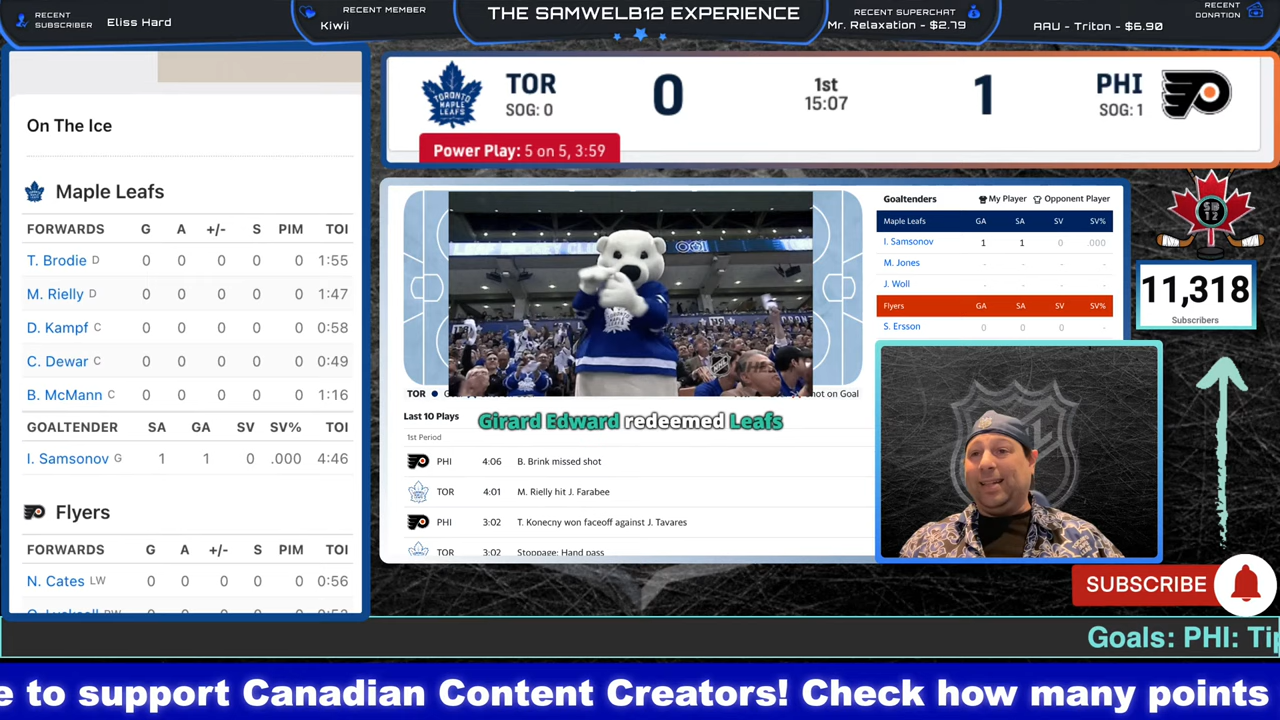 RECENT SUBSCRIBER
Eliss Hard
RECENT MEMBER
Kiwii
THE SAMWELB12 EXPERIENCE
RECENT SUPERCHAT
Mr. Relaxation - $2.79
RECENT DONATION
AAU - Triton - $6.90
On The Ice
Maple Leafs
FORWARDS G A +/- S PIM TOI
T. Brodie D 0 0 0 0 0 1:55
M. Rielly D 0 0 0 0 0 1:47
D. Kampf C 0 0 0 0 0 0:58
C. Dewar C 0 0 0 0 0 0:49
B. McMann C 0 0 0 0 0 1:16
GOALTENDER SA GA SV SV% TOI
I. Samsonov G 1 1 0 .000 4:46
Flyers
FORWARDS G A +/- S PIM TOI
N. Cates LW 0 0 0 0 0 0:56
TORONTO MAPLE LEAFS
TOR
SOG: 0
0
1st
15:07
1
PHI
SOG: 1
Power Play: 5 on 5, 3:59
TOR
on Goal
Girard Edward redeemed Leafs
Last 10 Plays
1st Period
PHI 4:06 B. Brink missed shot
TOR 4:01 M. Rielly hit J. Farabee
PHI 3:02 T. Konecny won faceoff against J. Tavares
TOR 3:02 Stoppage: Hand pass
Goaltenders My Player Opponent Player
Maple Leafs GA SA SV SV%
I. Samsonov 1 1 0 .000
M. Jones - - - -
J. Woll - - - -
Flyers GA SA SV SV%
S. Ersson 0 0 0 -
SB
12
11,318
Subscribers
NHL
SUBSCRIBE
Goals: PHI: Tip
e to support Canadian Content Creators! Check how many points